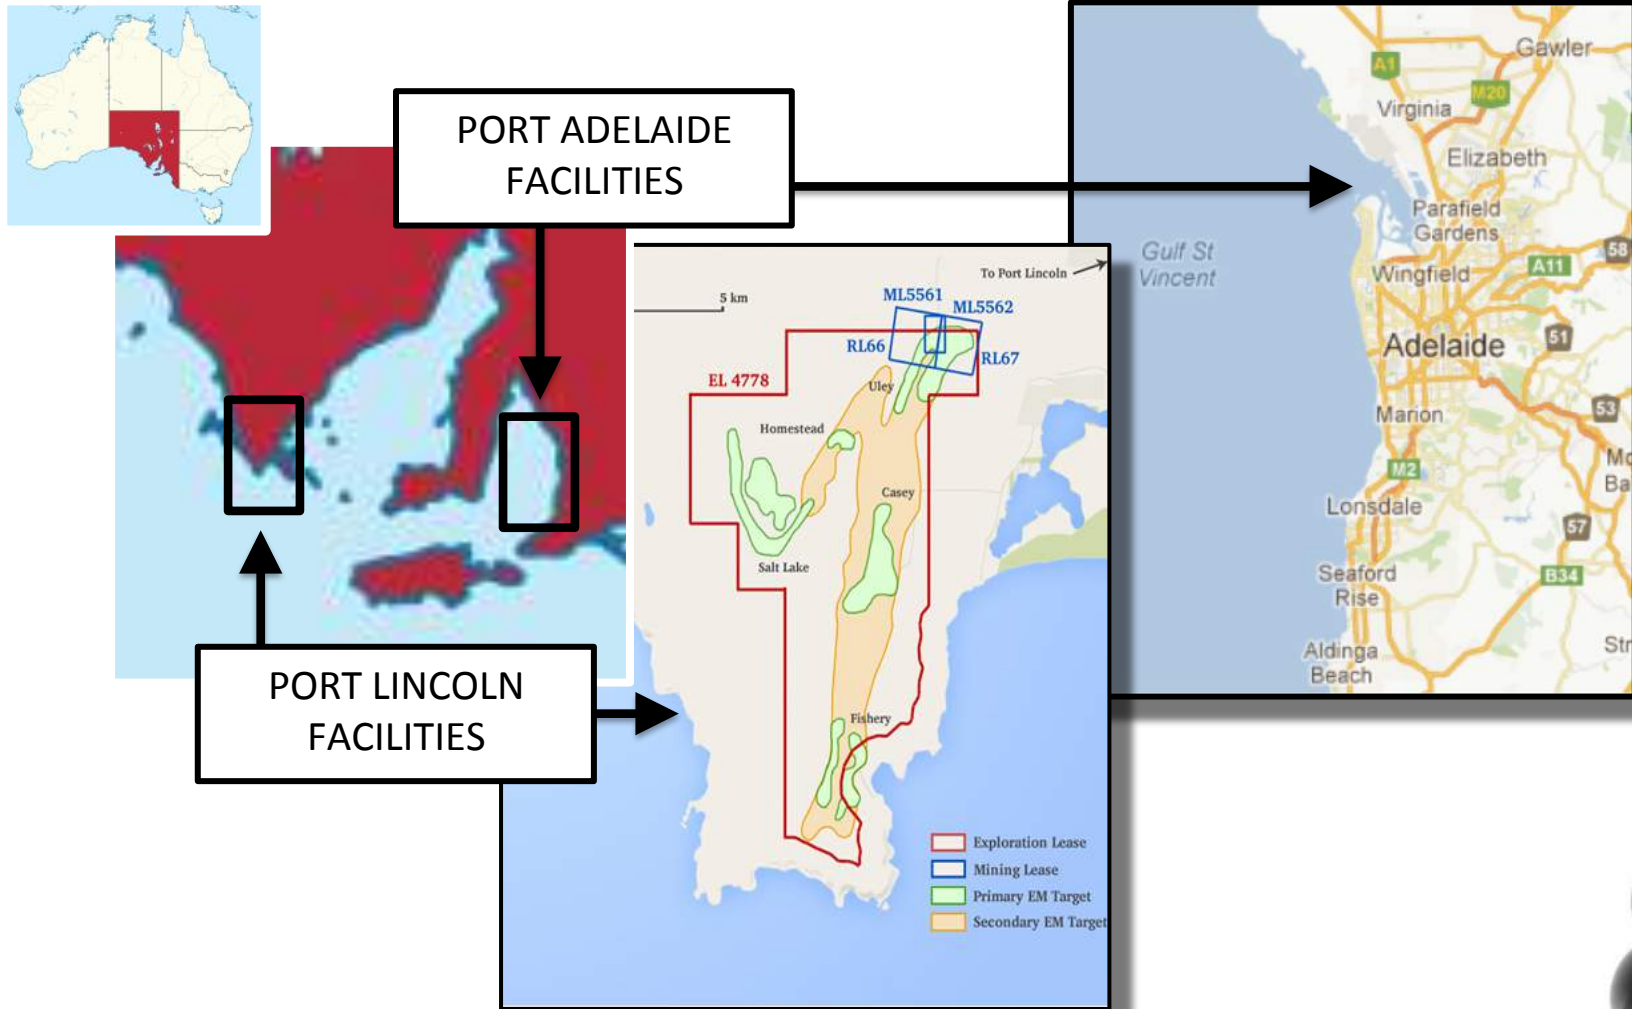 PORT ADELAIDE
FACILITIES
PORT LINCOLN
FACILITIES
To Port Lincoln
5 km
ML5561
ML5562
RL66
RL67
EL 4778
Uley
Homestead
Casey
Salt Lake
Fishery
Exploration Lease
Mining Lease
Primary EM Target
Secondary EM Target
Gawler
A1
M20
Virginia
Elizabeth
Parafield
Gardens
Gulf St
Vincent
58
Wingfield
A11
51
Adelaide
53
Marion
M2
Mc
Ba
Lonsdale
57
Seaford
Rise
B34
Aldinga
Beach
Str